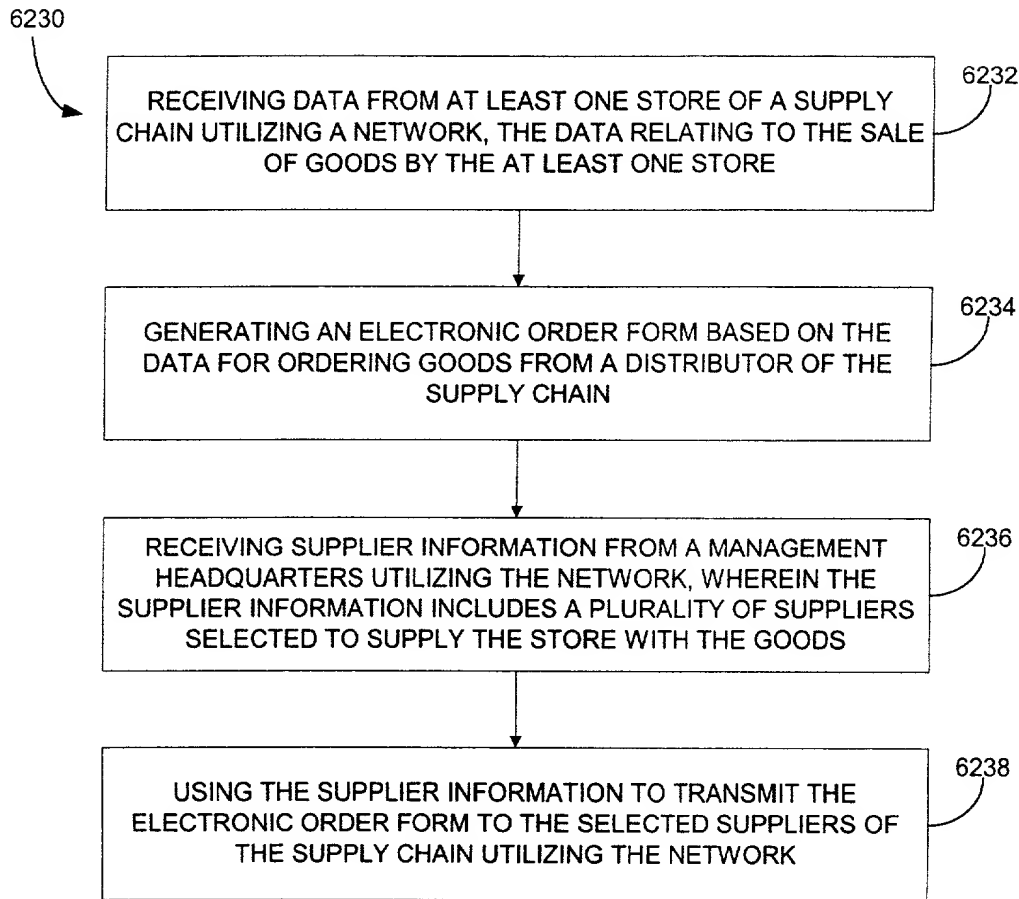 6230
6232
RECEIVING DATA FROM AT LEAST ONE STORE OF A SUPPLY
CHAIN UTILIZING A NETWORK, THE DATA RELATING TO THE SALE
OF GOODS BY THE AT LEAST ONE STORE
6234
GENERATING AN ELECTRONIC ORDER FORM BASED ON THE
DATA FOR ORDERING GOODS FROM A DISTRIBUTOR OF THE
SUPPLY CHAIN
6236
RECEIVING SUPPLIER INFORMATION FROM A MANAGEMENT
HEADQUARTERS UTILIZING THE NETWORK, WHEREIN THE
SUPPLIER INFORMATION INCLUDES A PLURALITY OF SUPPLIERS
SELECTED TO SUPPLY THE STORE WITH THE GOODS
6238
USING THE SUPPLIER INFORMATION TO TRANSMIT THE
ELECTRONIC ORDER FORM TO THE SELECTED SUPPLIERS OF
THE SUPPLY CHAIN UTILIZING THE NETWORK